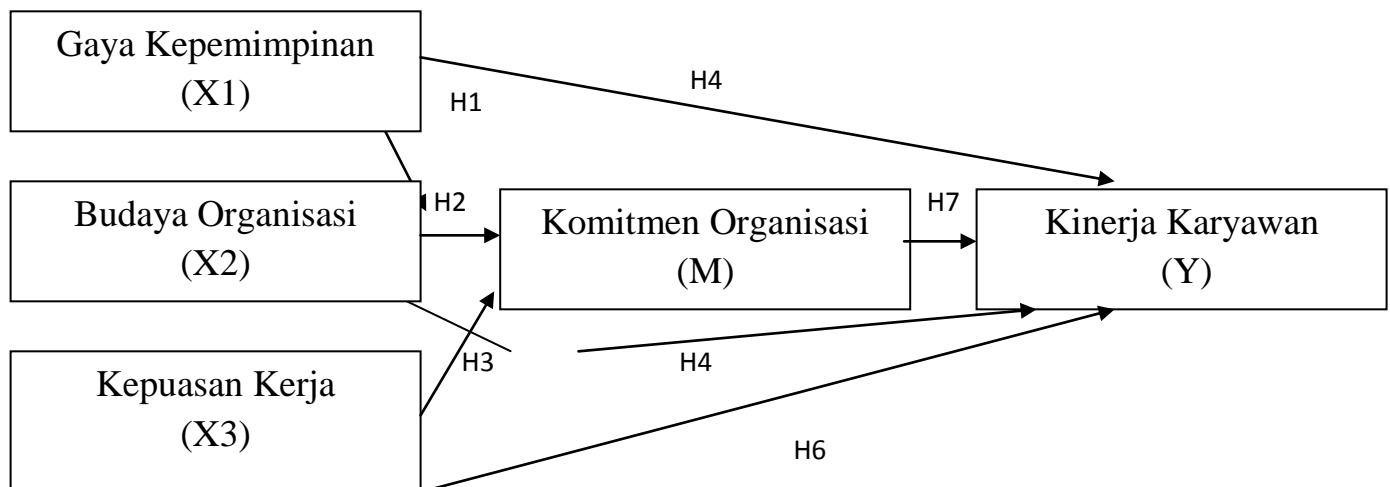 Gaya Kepemimpinan
(X1)
H4
H1
Budaya Organisasi
(X2)
H2
Komitmen Organisasi
(M)
H7
Kinerja Karyawan
(Y)
H3
H4
Kepuasan Kerja
(X3)
H6